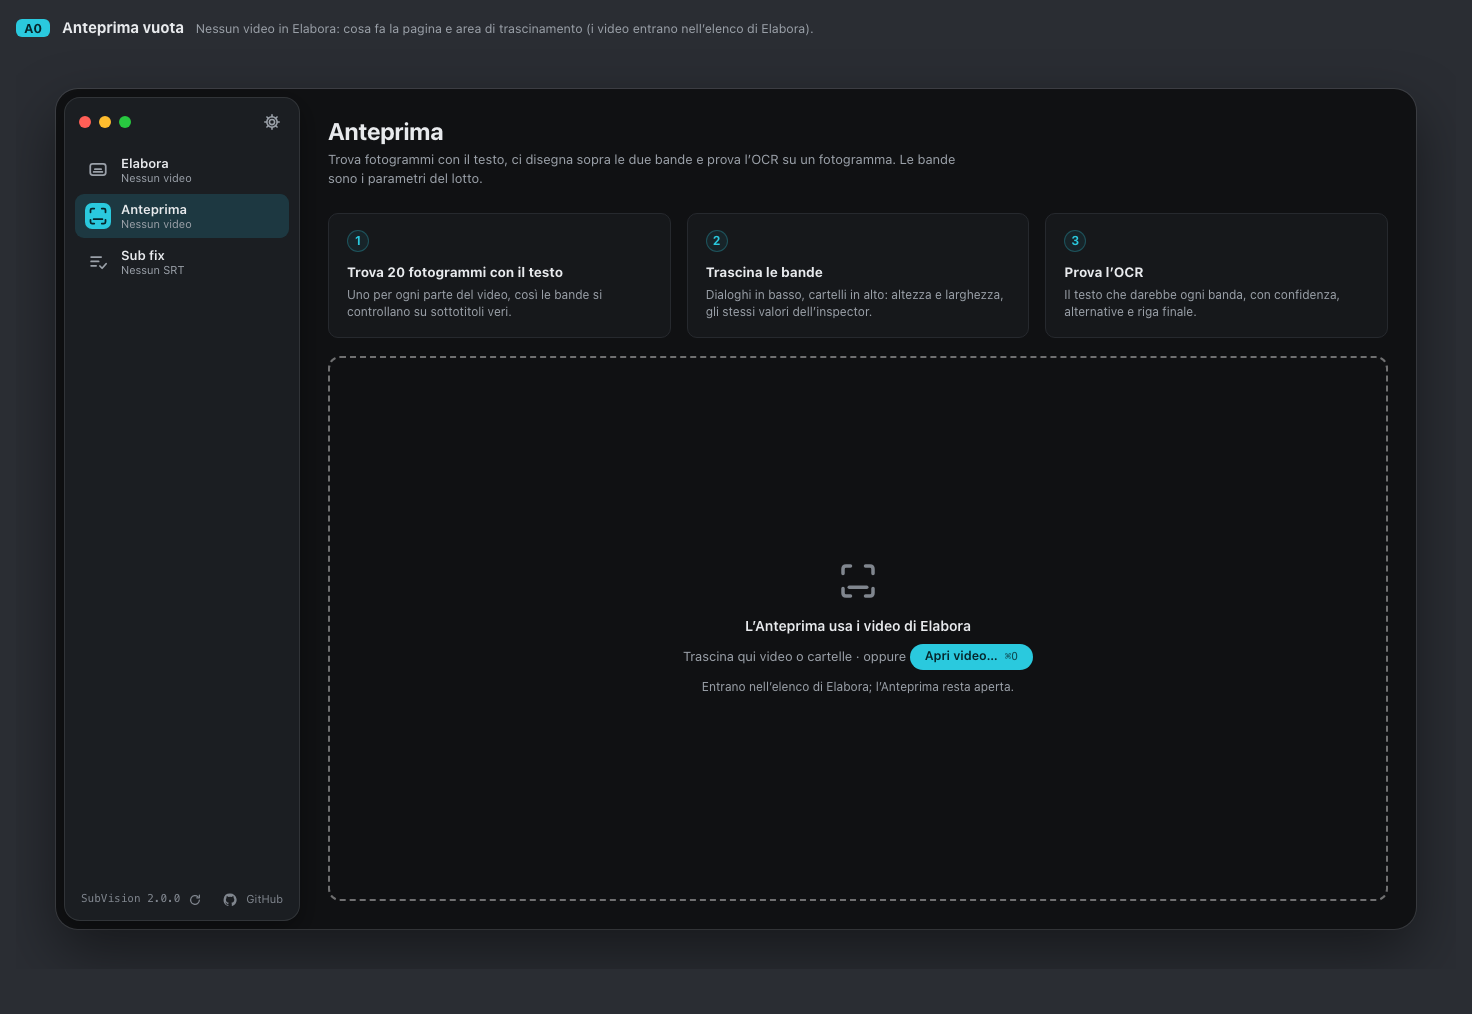 A0 Anteprima vuota Nessun video in Elabora: cosa fa la pagina e area di trascinamento (i video entrano nell'elenco di Elabora).
Elabora
Nessun video
Anteprima
Nessun video
Sub fix
Nessun SRT
SubVision 2.0.0 GitHub
Anteprima
Trova fotogrammi con il testo, ci disegna sopra le due bande e prova l'OCR su un fotogramma. Le bande
sono i parametri del lotto.
1
Trova 20 fotogrammi con il testo
Uno per ogni parte del video, così le bande si
controllano su sottotitoli veri.
2
Trascina le bande
Dialoghi in basso, cartelli in alto: altezza e larghezza,
gli stessi valori dell'inspector.
3
Prova l'OCR
Il testo che darebbe ogni banda, con confidenza,
alternative e riga finale.
L'Anteprima usa i video di Elabora
Trascina qui video o cartelle · oppure Apri video... ⌘O
Entrano nell'elenco di Elabora; l'Anteprima resta aperta.